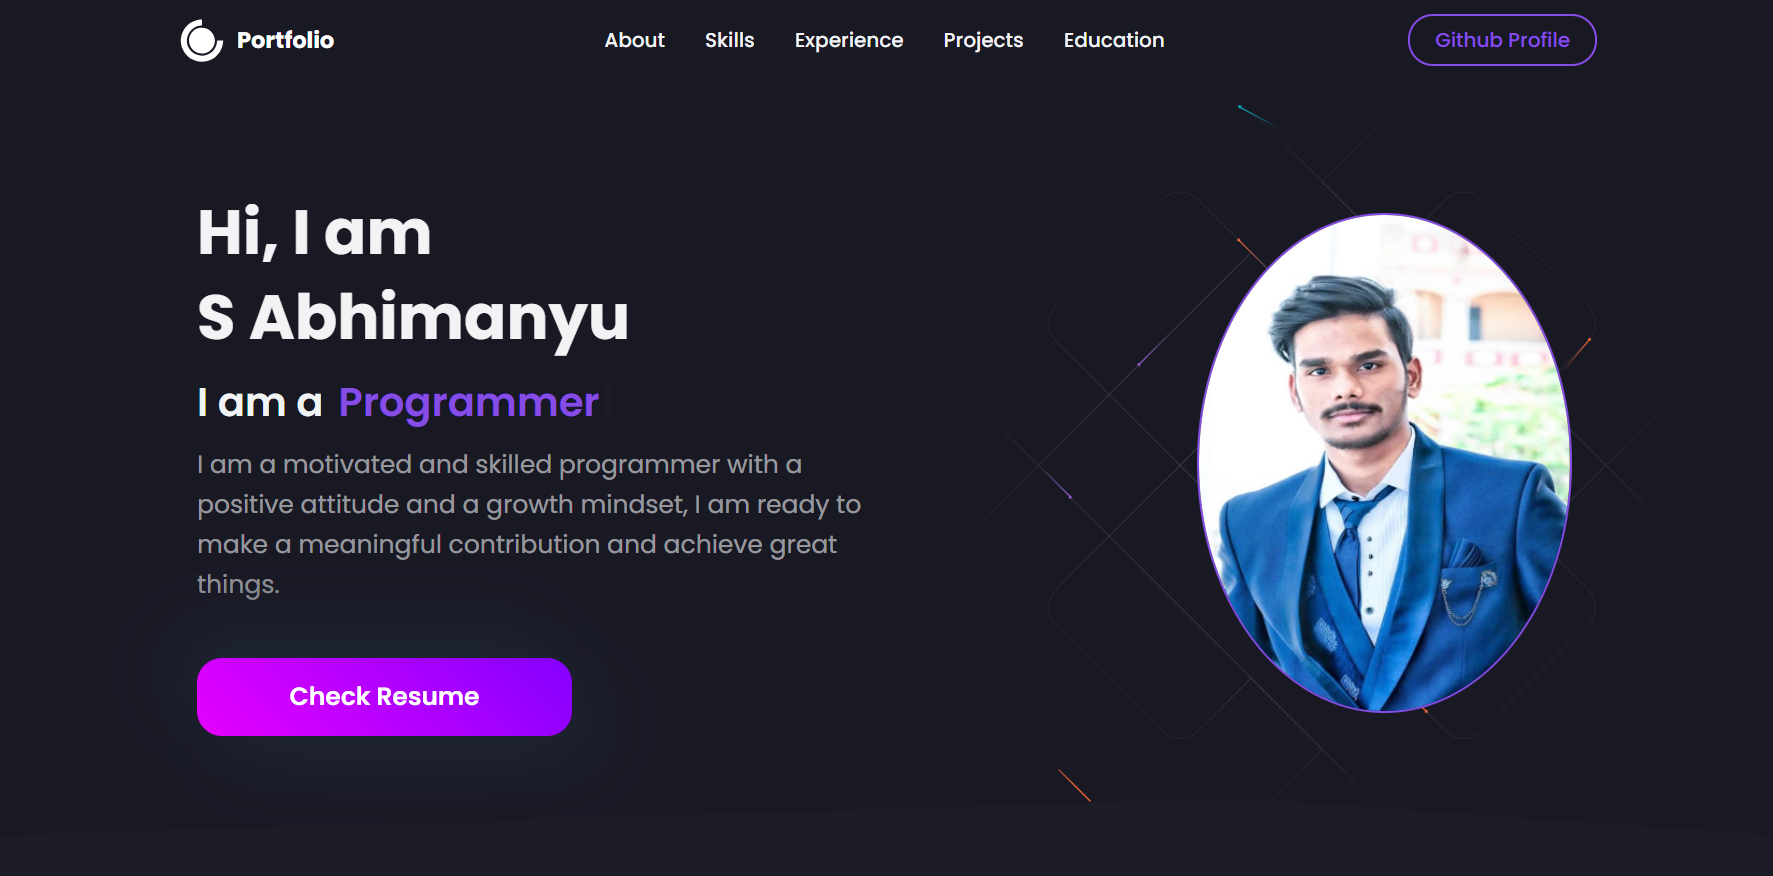 Portfolio
About Skills Experience Projects Education
Github Profile
Hi, I am
S Abhimanyu
I am a Programmer
I am a motivated and skilled programmer with a
positive attitude and a growth mindset, I am ready to
make a meaningful contribution and achieve great
things.
Check Resume